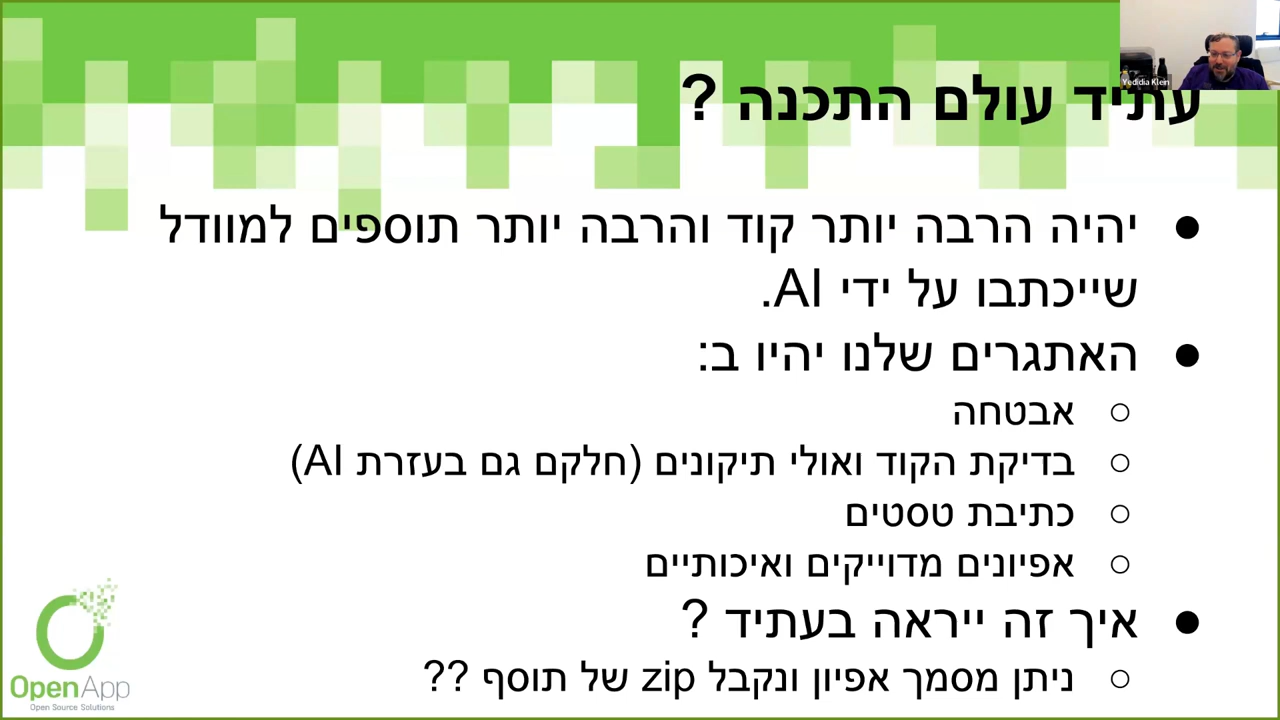 Yedidia Klein
עתיד עולם התכנה ?
יהיה הרבה יותר קוד והרבה יותר תוספים למוודל
שייכתבו על ידי AI.
האתגרים שלנו יהיו ב:
אבטחה
בדיקת הקוד ואולי תיקונים (חלקם גם בעזרת AI)
כתיבת טסטים
אפיונים מדוייקים ואיכותיים
איך זה ייראה בעתיד ?
ניתן מסמך אפיון ונקבל zip של תוסף ??
OpenApp
Open Source Solutions